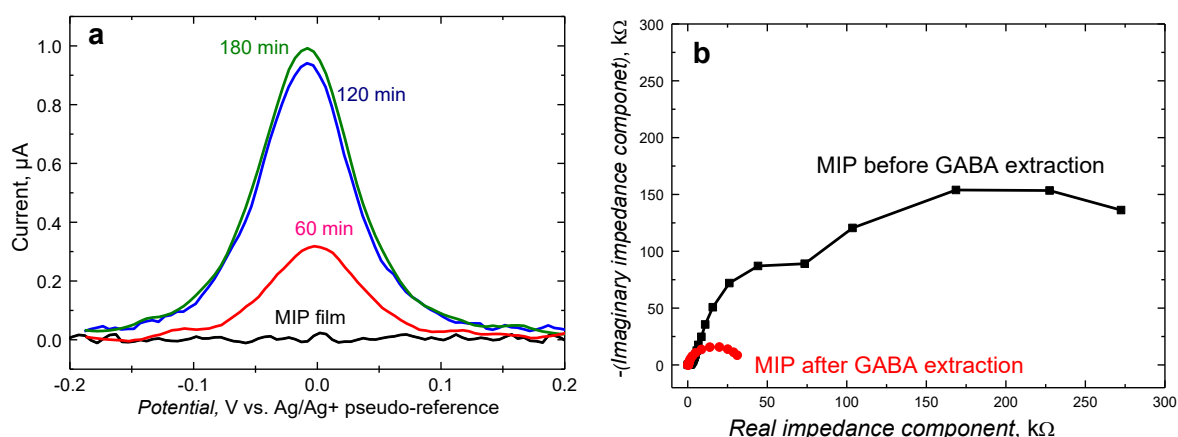 a
180 min
120 min
60 min
MIP film
1.0
0.8
0.6
0.4
0.2
0.0
Current, µA
-0.2
-0.1
0.0
0.1
0.2
Potential, V vs. Ag/Ag+ pseudo-reference
b
MIP before GABA extraction
MIP after GABA extraction
300
250
200
150
100
50
0
-(Imaginary impedance componet), kΩ
0
50
100
150
200
250
300
Real impedance component, kΩ